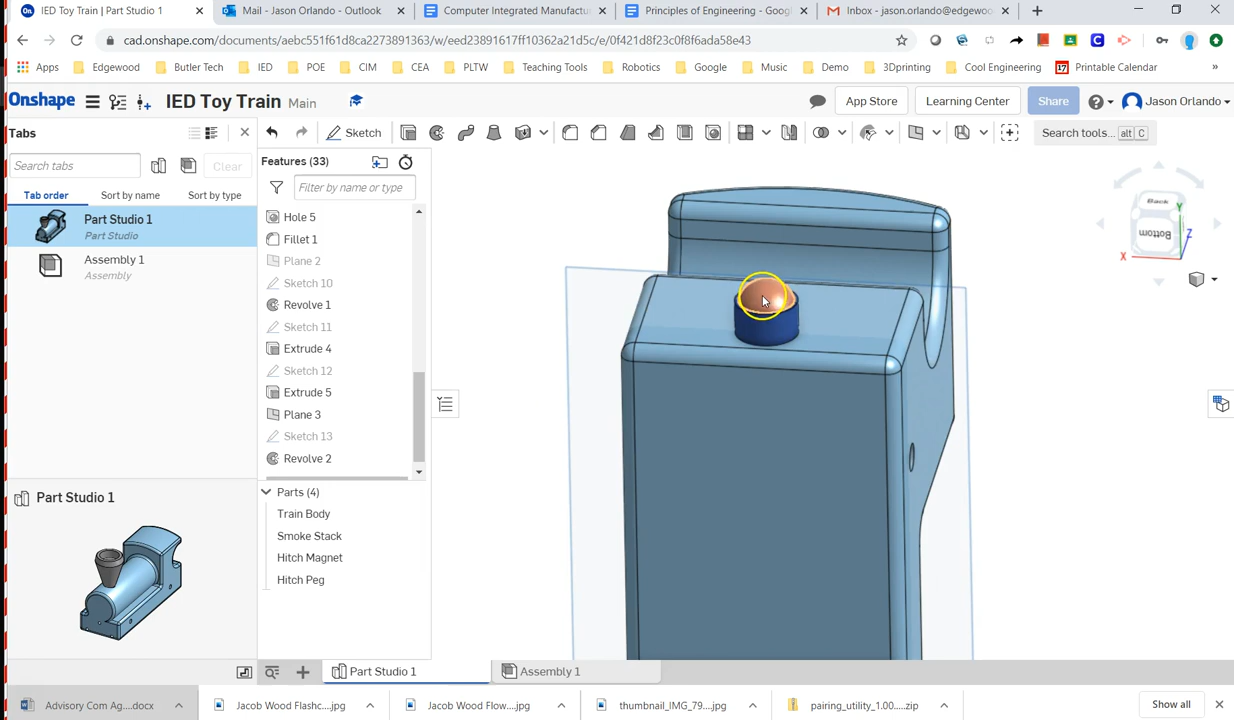 IED Toy Train | Part Studio 1
Mail - Jason Orlando - Outlook
Computer Integrated Manufactu
Principles of Engineering - Googl
Inbox - jason.orlando@edgewoo
cad.onshape.com/documents/aebc551f61d8ca2273891363/w/eed23891617ff10362a21d5c/e/0f421d8f23c0f8f6ada58e43
Apps
Edgewood
Butler Tech
IED
POE
CIM
CEA
PLTW
Teaching Tools
Robotics
Google
Music
Demo
3Dprinting
Cool Engineering
17 Printable Calendar
»
Onshape
IED Toy Train Main
App Store
Learning Center
Share
Jason Orlando
Tabs
Sketch
Search tools... alt C
Search tabs
Clear
Tab order
Sort by name
Sort by type
Part Studio 1
Part Studio
Assembly 1
Assembly
Features (33)
Filter by name or type
Hole 5
Fillet 1
Plane 2
Sketch 10
Revolve 1
Sketch 11
Extrude 4
Sketch 12
Extrude 5
Plane 3
Sketch 13
Revolve 2
Parts (4)
Train Body
Smoke Stack
Hitch Magnet
Hitch Peg
Back
Bottom
X
Y
Z
Part Studio 1
Part Studio 1
Assembly 1
Advisory Com Ag....docx
Jacob Wood Flashc....jpg
Jacob Wood Flow....jpg
thumbnail_IMG_79....jpg
pairing_utility_1.00....zip
Show all